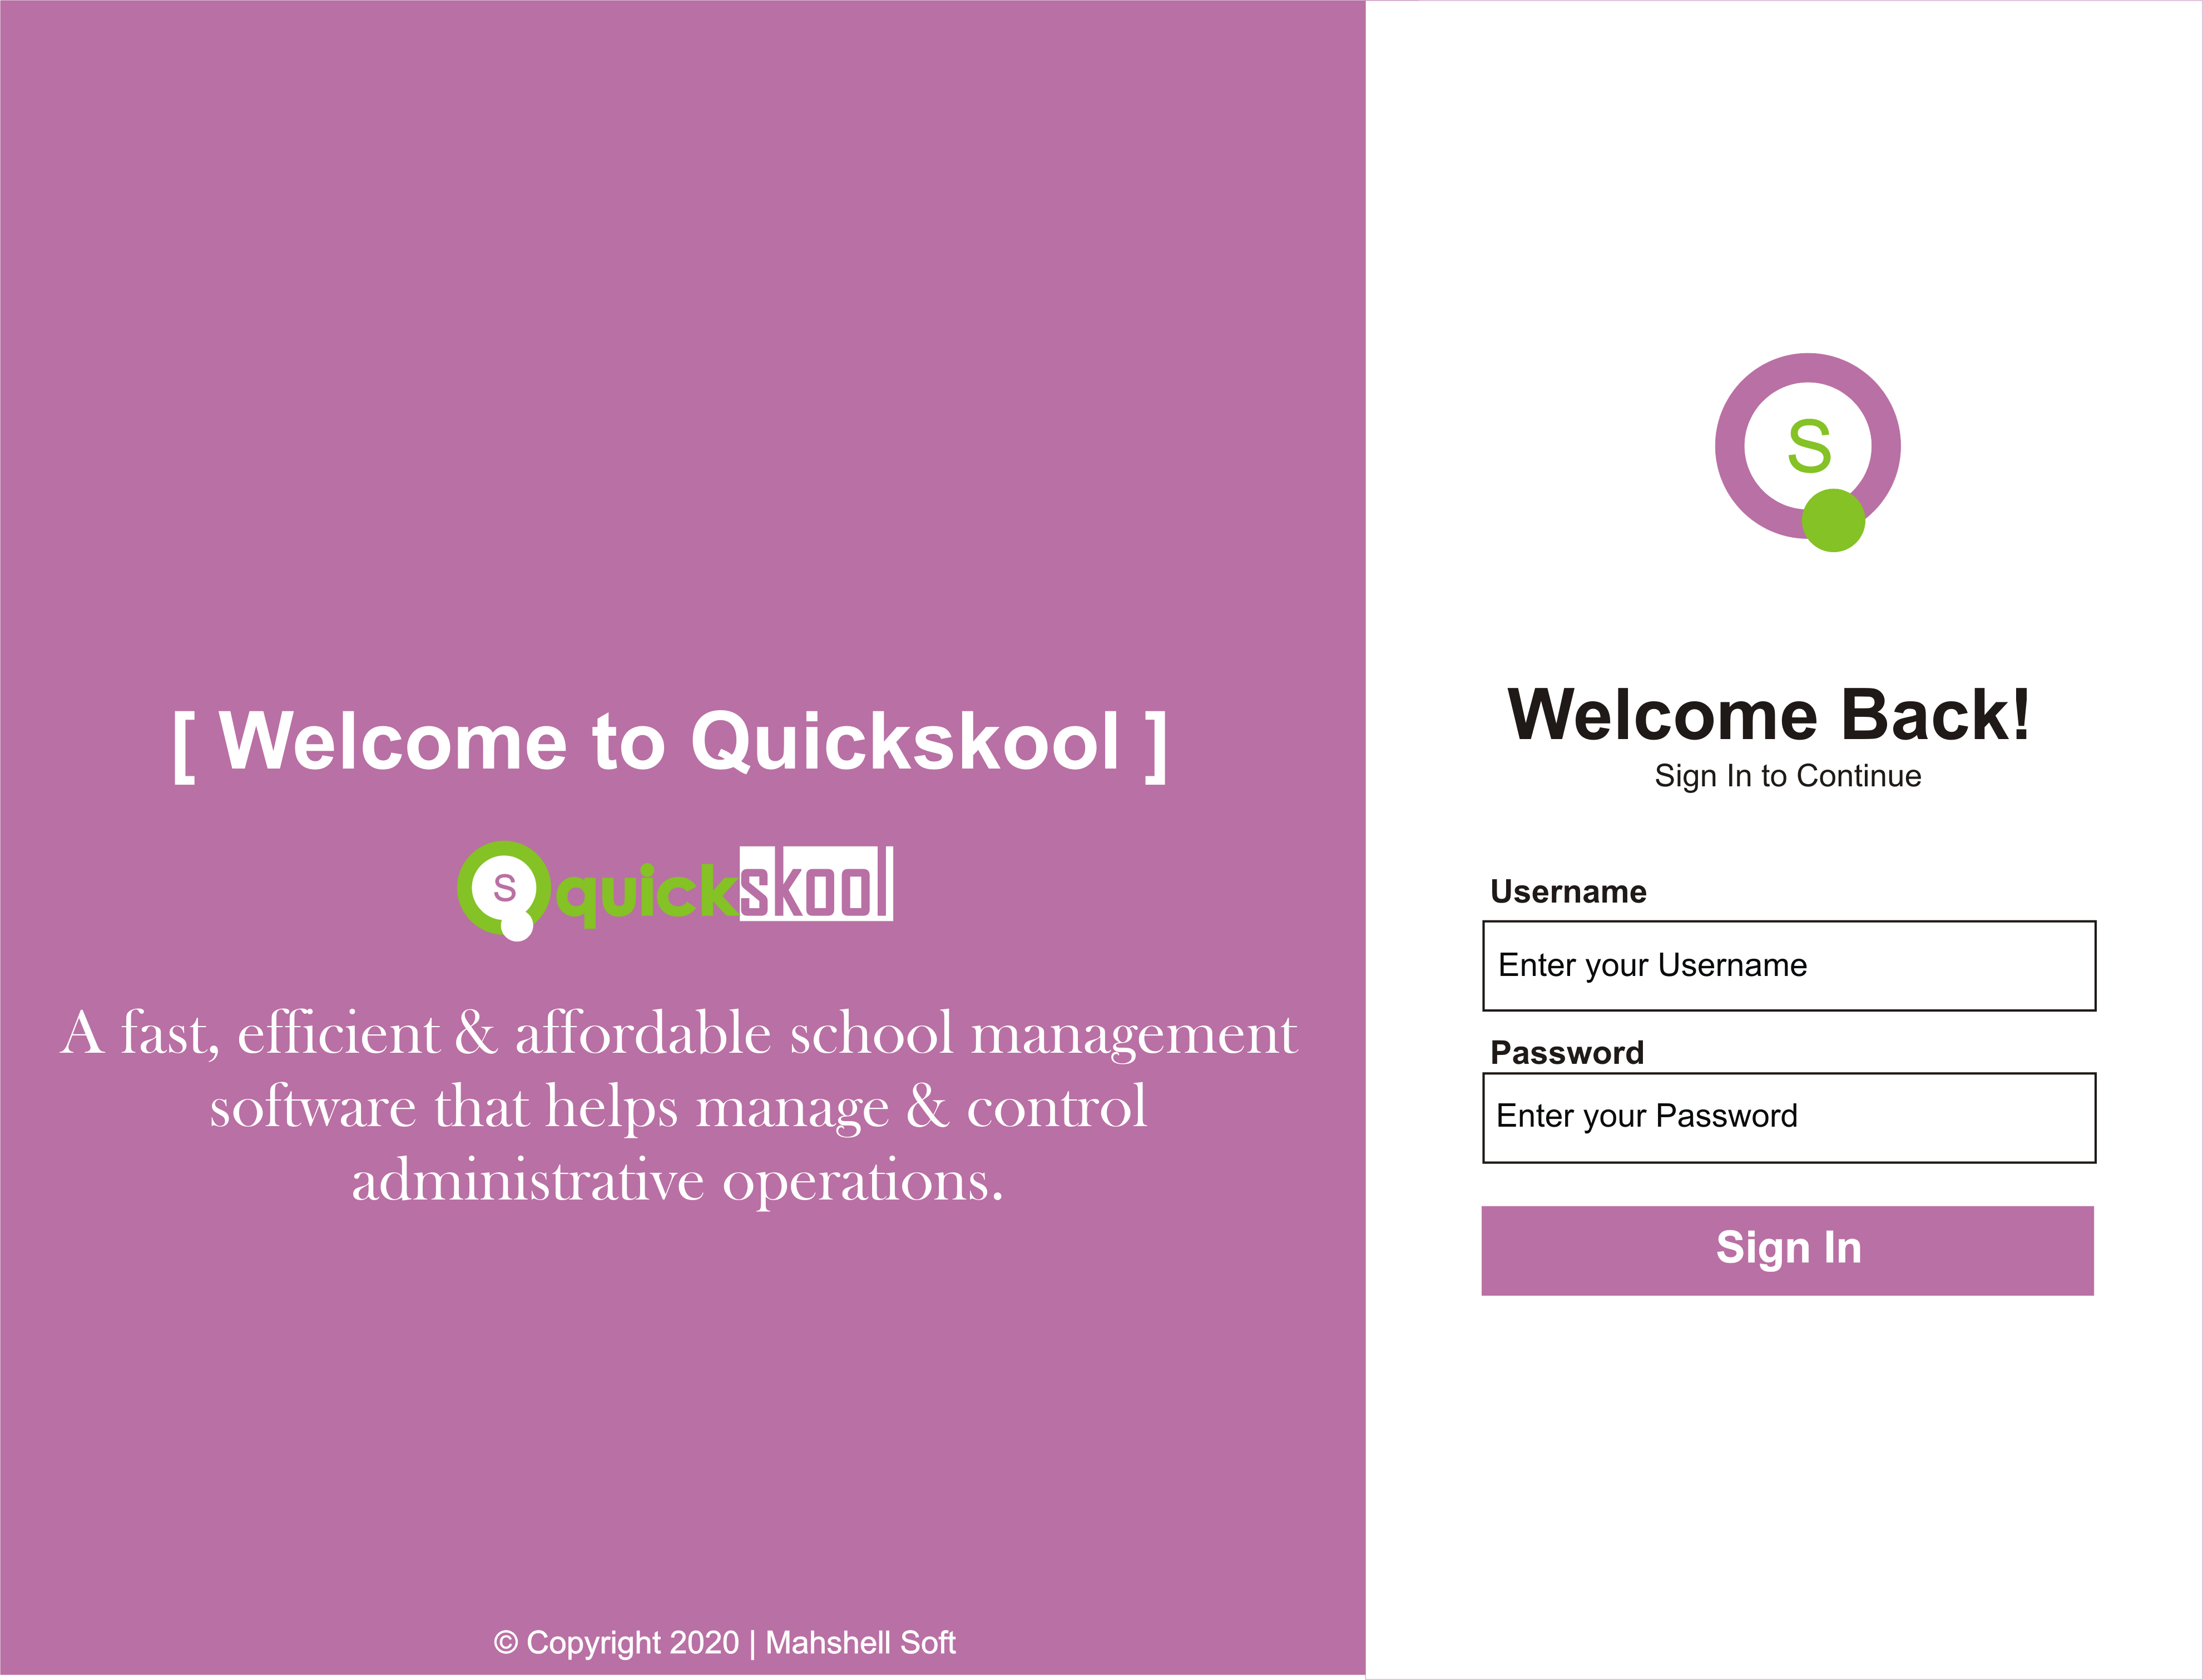 [ Welcome to Quickskool ]
S quickskool
A fast, efficient & affordable school management
software that helps manage & control
administrative operations.
© Copyright 2020 | Mahshell Soft
S
Welcome Back!
Sign In to Continue
Username
Enter your Username
Password
Enter your Password
Sign In